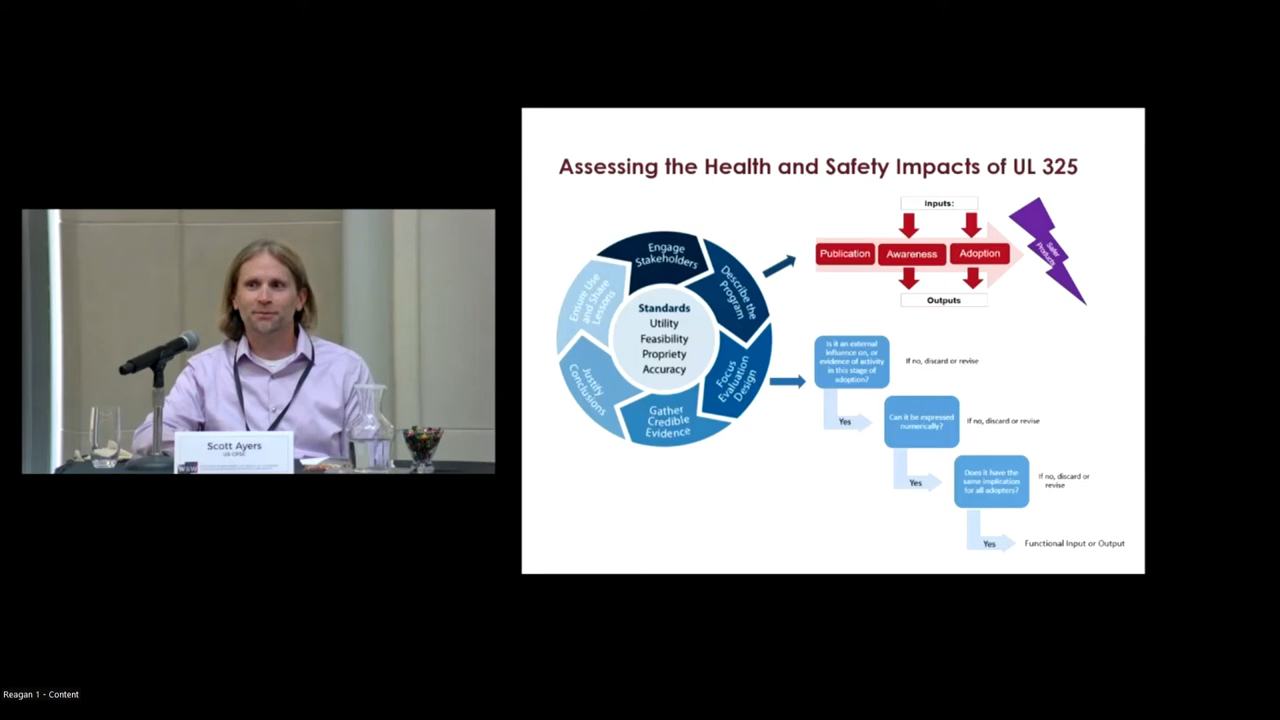 Assessing the Health and Safety Impacts of UL 325
Engage
Stakeholders
Describe the
Program
Focus
Evaluation
Design
Gather
Credible
Evidence
Justify
Conclusions
Ensure Use
and Share
Lessons
Standards
Utility
Feasibility
Propriety
Accuracy
Inputs:
Publication
Awareness
Adoption
Outputs
Safer
Products
Is it an external
influence on, or
evidence of activity
in this stage of
adoption?
If no, discard or revise
Yes
Can it be expressed
numerically?
If no, discard or revise
Yes
Does it have the
same implication
for all adopters?
If no, discard or
revise
Yes
Functional Input or Output
Scott Ayers
US CPSC
Reagan 1 - Content